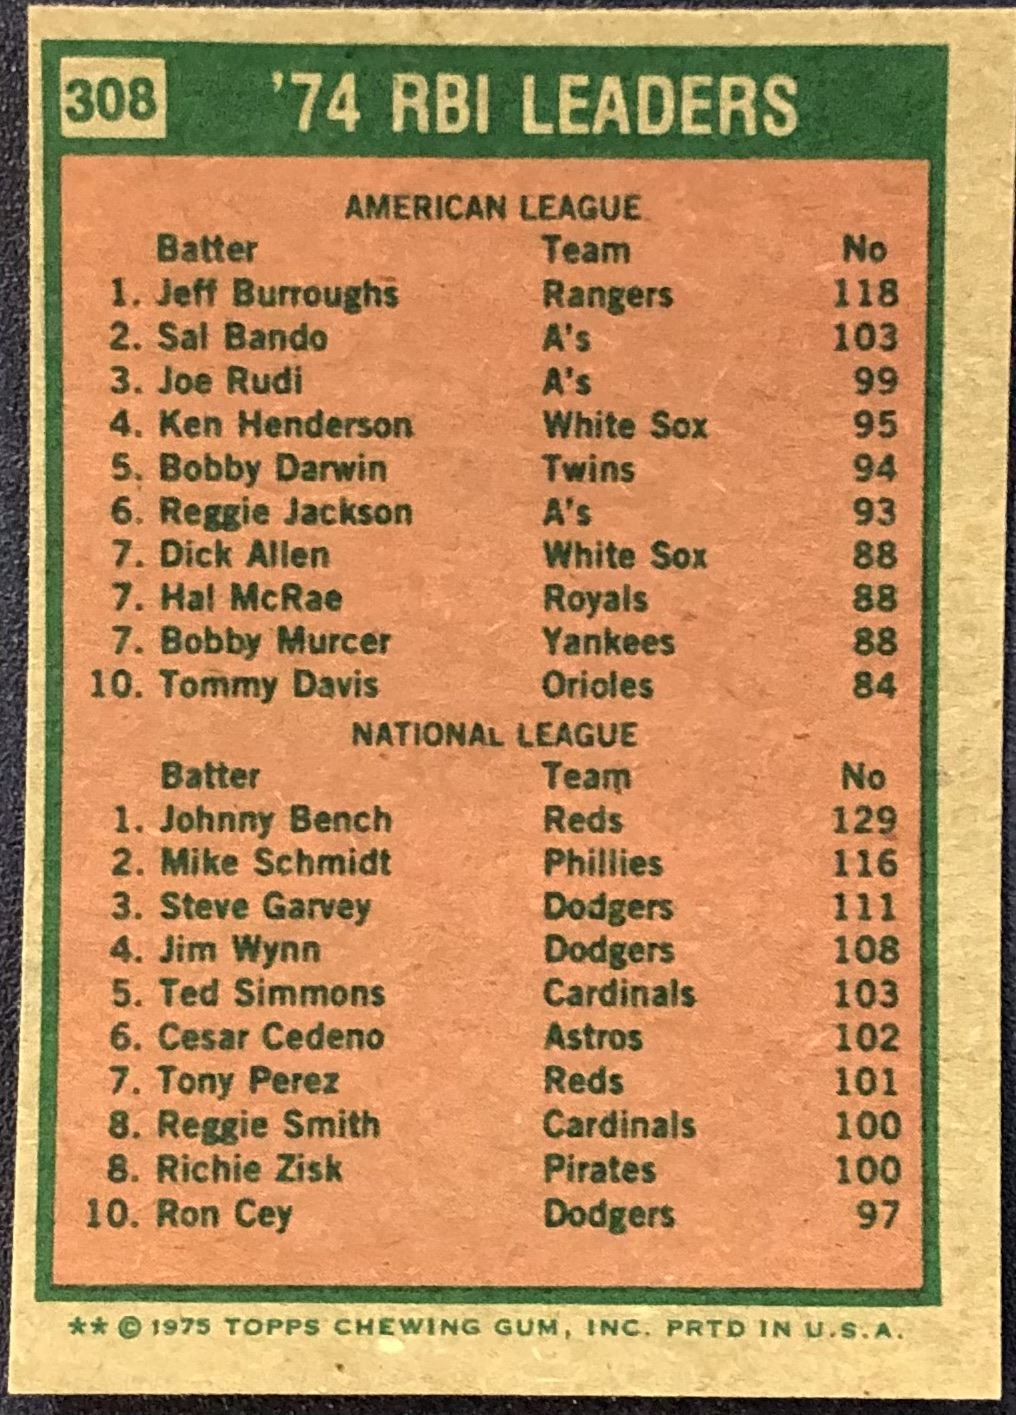 308 '74 RBI LEADERS
AMERICAN LEAGUE
Batter Team No
1. Jeff Burroughs Rangers 118
2. Sal Bando A's 103
3. Joe Rudi A's 99
4. Ken Henderson White Sox 95
5. Bobby Darwin Twins 94
6. Reggie Jackson A's 93
7. Dick Allen White Sox 88
7. Hal McRae Royals 88
7. Bobby Murcer Yankees 88
10. Tommy Davis Orioles 84
NATIONAL LEAGUE
Batter Team No
1. Johnny Bench Reds 129
2. Mike Schmidt Phillies 116
3. Steve Garvey Dodgers 111
4. Jim Wynn Dodgers 108
5. Ted Simmons Cardinals 103
6. Cesar Cedeno Astros 102
7. Tony Perez Reds 101
8. Reggie Smith Cardinals 100
8. Richie Zisk Pirates 100
10. Ron Cey Dodgers 97
** © 1975 TOPPS CHEWING GUM, INC. PRTD IN U.S.A.